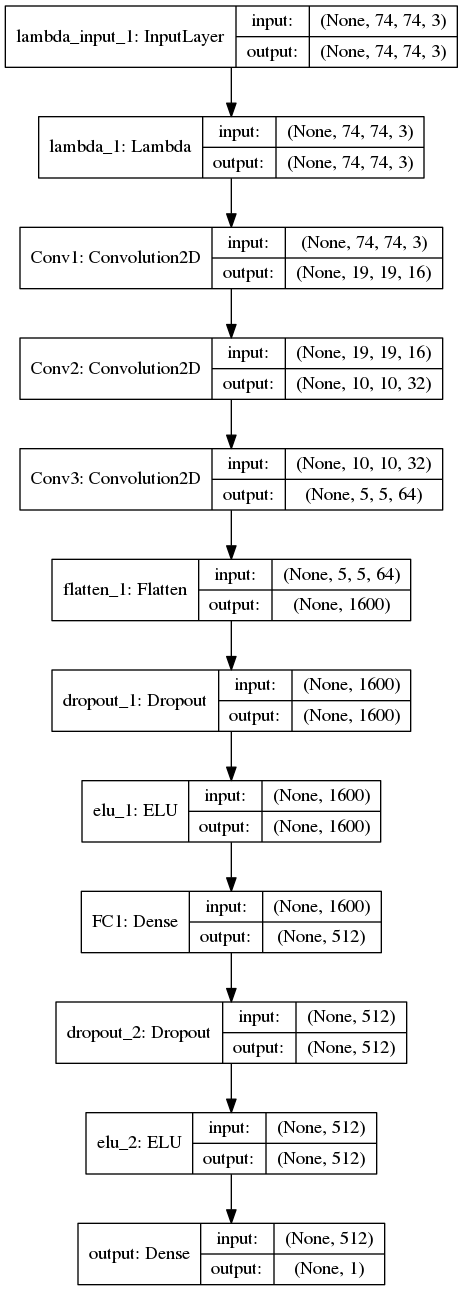 lambda_input_1: InputLayer
input: (None, 74, 74, 3)
output: (None, 74, 74, 3)
lambda_1: Lambda
input: (None, 74, 74, 3)
output: (None, 74, 74, 3)
Conv1: Convolution2D
input: (None, 74, 74, 3)
output: (None, 19, 19, 16)
Conv2: Convolution2D
input: (None, 19, 19, 16)
output: (None, 10, 10, 32)
Conv3: Convolution2D
input: (None, 10, 10, 32)
output: (None, 5, 5, 64)
flatten_1: Flatten
input: (None, 5, 5, 64)
output: (None, 1600)
dropout_1: Dropout
input: (None, 1600)
output: (None, 1600)
elu_1: ELU
input: (None, 1600)
output: (None, 1600)
FC1: Dense
input: (None, 1600)
output: (None, 512)
dropout_2: Dropout
input: (None, 512)
output: (None, 512)
elu_2: ELU
input: (None, 512)
output: (None, 512)
output: Dense
input: (None, 512)
output: (None, 1)